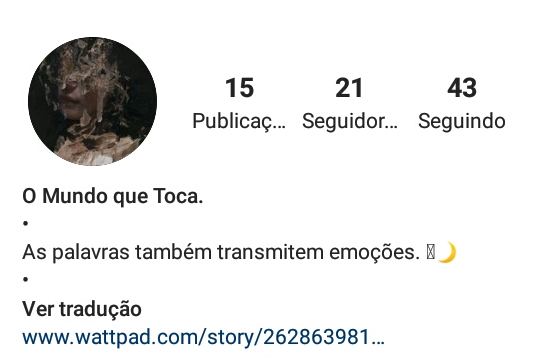 15 21 43
Publicaç... Seguidor... Seguindo
O Mundo que Toca.
•
As palavras também transmitem emoções. 🌙
•
Ver tradução
www.wattpad.com/story/262863981...